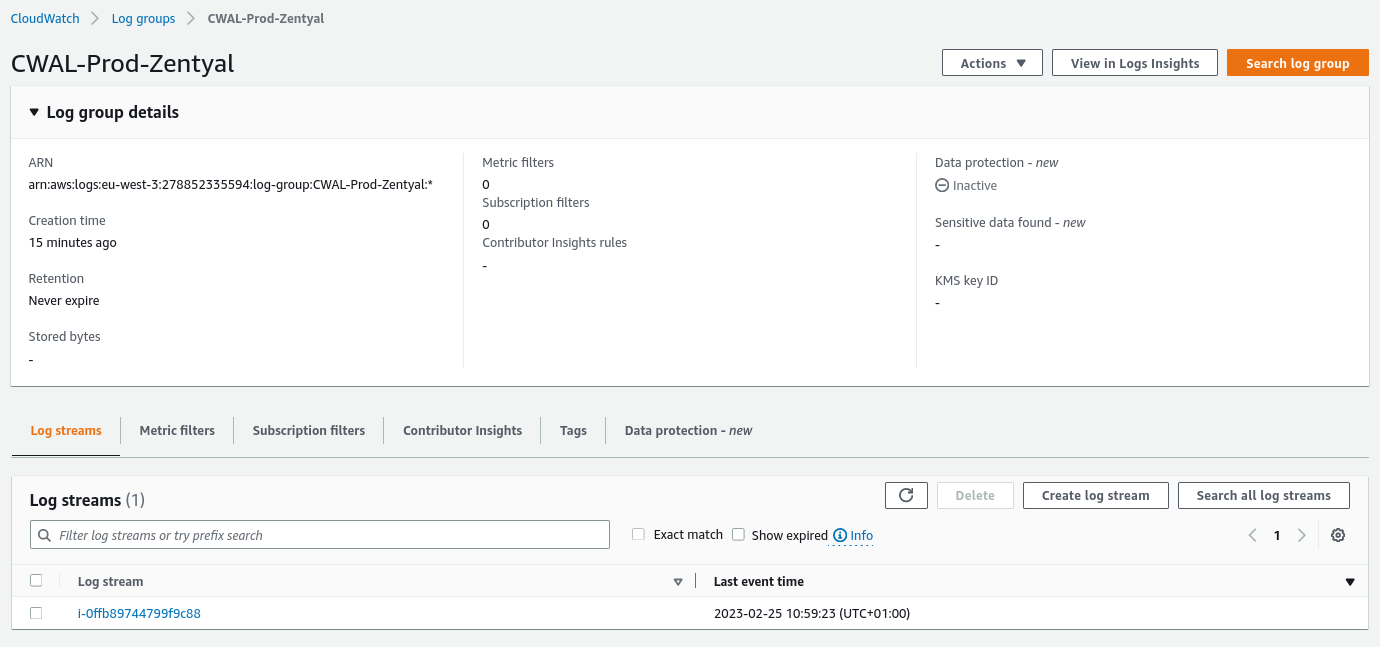 CloudWatch Log groups CWAL-Prod-Zentyal
CWAL-Prod-Zentyal
Actions View in Logs Insights Search log group
Log group details
ARN
arn:aws:logs:eu-west-3:278852335594:log-group:CWAL-Prod-Zentyal:*
Creation time
15 minutes ago
Retention
Never expire
Stored bytes
-
Metric filters
0
Subscription filters
0
Contributor Insights rules
-
Data protection - new
Inactive
Sensitive data found - new
-
KMS key ID
-
Log streams Metric filters Subscription filters Contributor Insights Tags Data protection - new
Log streams (1)
Delete Create log stream Search all log streams
Filter log streams or try prefix search Exact match Show expired Info 1
Log stream Last event time
i-0ffb89744799f9c88 2023-02-25 10:59:23 (UTC+01:00)